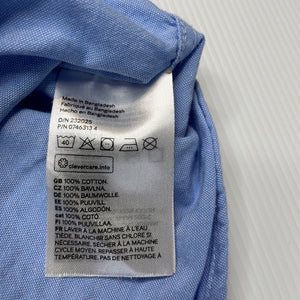 Made in Bangladesh
Fabriqué au Bangladesh
Hecho en Bangladesh
O/N 232025
P/N 0746313 4
40
clevercare.info
GB 100% COTTON.
CZ 100% BAVLNA.
DE 100% BAUMWOLLE.
EE 100% PUUVILL.
ES 100% ALGODÓN.
cat 100% COTÓ.
FI 100% PUUVILLAA.
FR LAVER À LA MACHINE À L'EAU
TIÈDE. BLANCHIR SANS CHLORE SI
NÉCESSAIRE. SÉCHER À LA MACHINE
CYCLE MOYEN. REPASSER À HAUTE
TEMPÉRATURE. PAS DE NETTOYAGE À